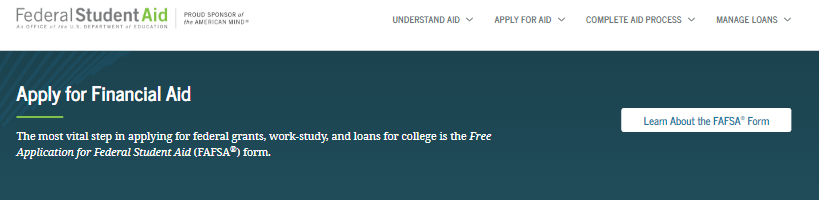 Federal Student Aid
An OFFICE of the U.S. DEPARTMENT of EDUCATION
PROUD SPONSOR of
the AMERICAN MIND®
UNDERSTAND AID
APPLY FOR AID
COMPLETE AID PROCESS
MANAGE LOANS
Apply for Financial Aid
The most vital step in applying for federal grants, work-study, and loans for college is the Free
Application for Federal Student Aid (FAFSA®) form.
Learn About the FAFSA® Form